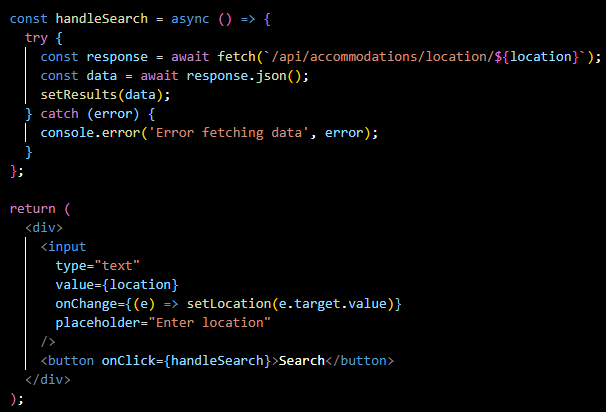 const handleSearch = async () => {
  try {
    const response = await fetch(`/api/accommodations/location/${location}`);
    const data = await response.json();
    setResults(data);
  } catch (error) {
    console.error('Error fetching data', error);
  }
};

return (
  <div>
    <input
      type="text"
      value={location}
      onChange={(e) => setLocation(e.target.value)}
      placeholder="Enter location"
    />
    <button onClick={handleSearch}>Search</button>
  </div>
);